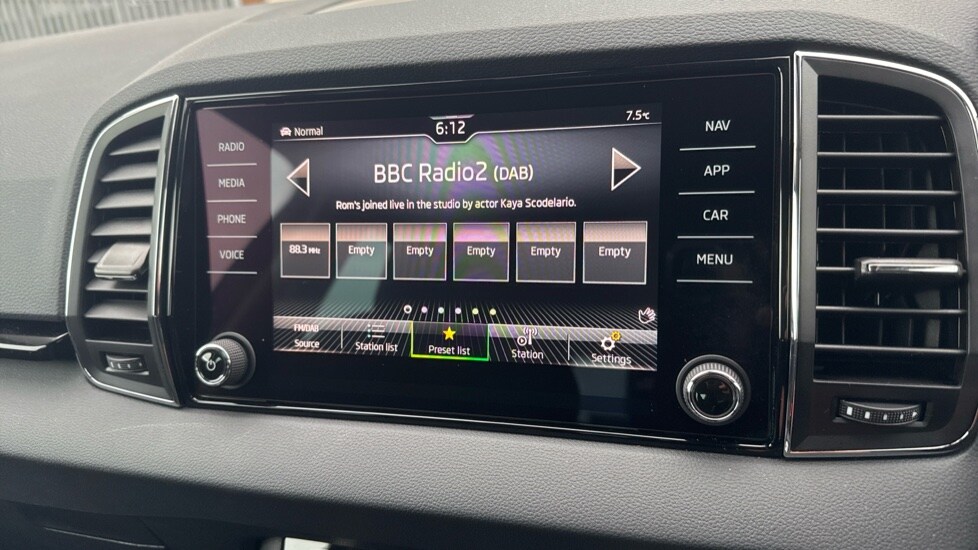 RADIO
MEDIA
PHONE
VOICE
Normal
6:12
7.5°C
BBC Radio2 (DAB)
Rom's joined live in the studio by actor Kaya Scodelario.
88.3 MHz
Empty
Empty
Empty
Empty
Empty
FM/DAB
Source
Station list
Preset list
Station
Settings
NAV
APP
CAR
MENU